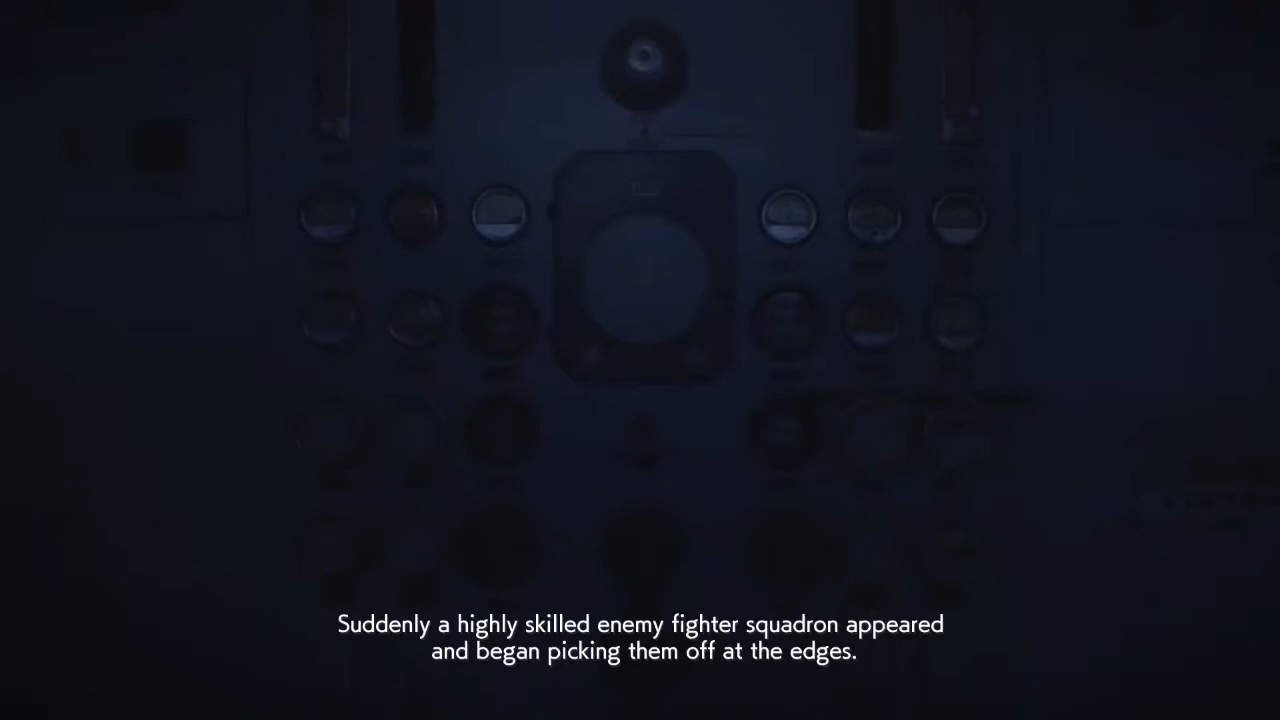 Suddenly a highly skilled enemy fighter squadron appeared
and began picking them off at the edges.